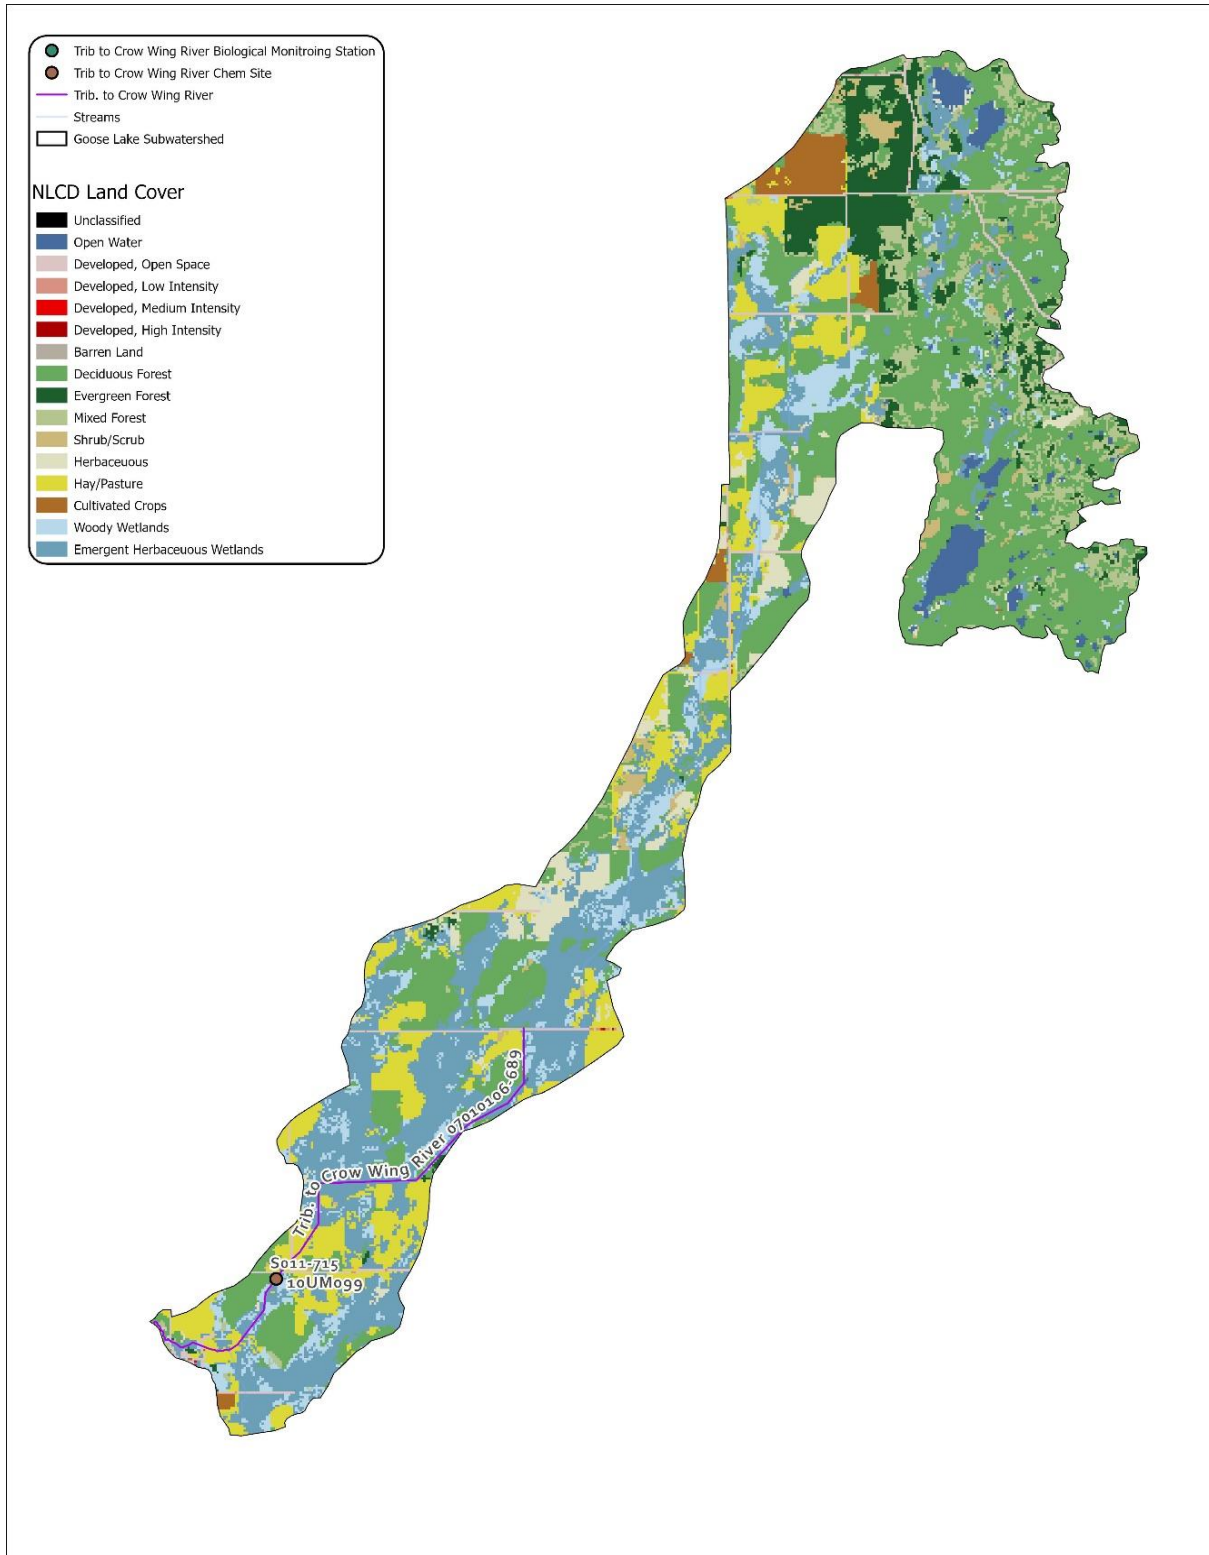 Trib to Crow Wing River Biological Monitroing Station
Trib to Crow Wing River Chem Site
Trib. to Crow Wing River
Streams
Goose Lake Subwatershed
NLCD Land Cover
Unclassified
Open Water
Developed, Open Space
Developed, Low Intensity
Developed, Medium Intensity
Developed, High Intensity
Barren Land
Deciduous Forest
Evergreen Forest
Mixed Forest
Shrub/Scrub
Herbaceuous
Hay/Pasture
Cultivated Crops
Woody Wetlands
Emergent Herbaceuous Wetlands
Trib. to Crow Wing River 07010106-689
S011-715
10UM099